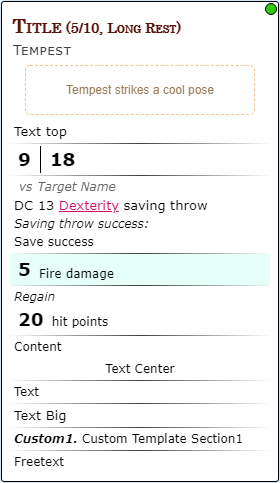 Title (5/10, Long Rest)
Tempest
Tempest strikes a cool pose
Text top
9 18
vs Target Name
DC 13 Dexterity saving throw
Saving throw success:
Save success
5 Fire damage
Regain
20 hit points
Content
Text Center
Text
Text Big
Custom1. Custom Template Section1
Freetext